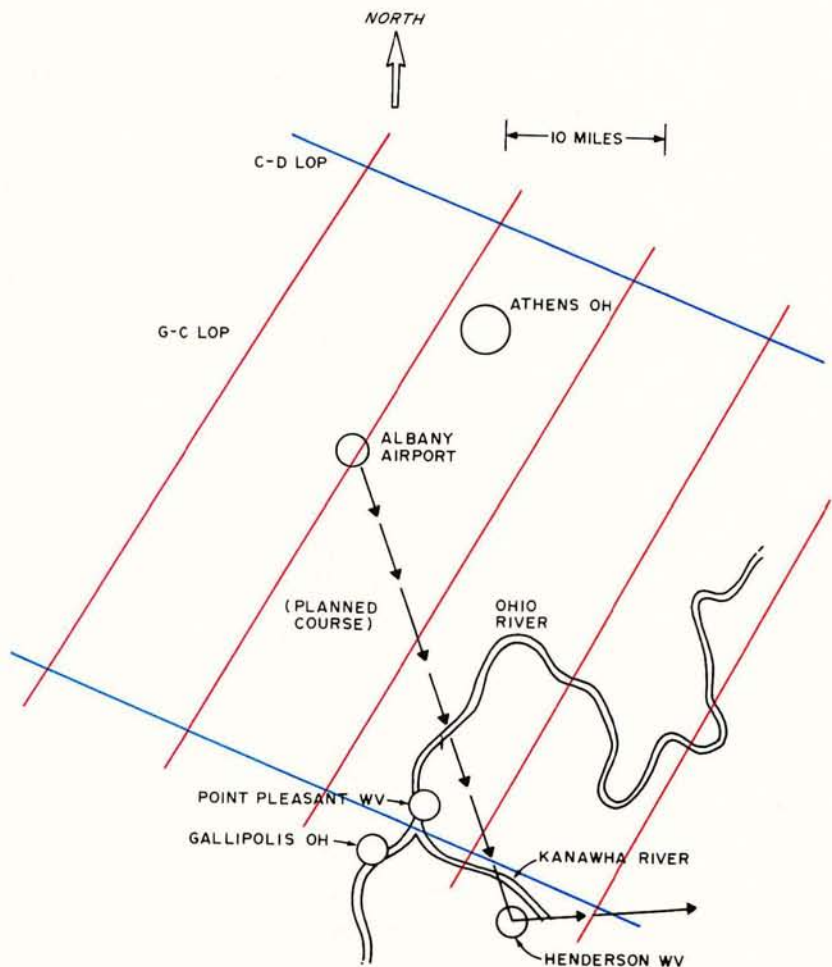 NORTH
10 MILES
C-D LOP
ATHENS OH
G-C LOP
ALBANY
AIRPORT
(PLANNED
COURSE)
OHIO
RIVER
POINT PLEASANT WV
GALLIPOLIS OH
KANAWHA RIVER
HENDERSON WV